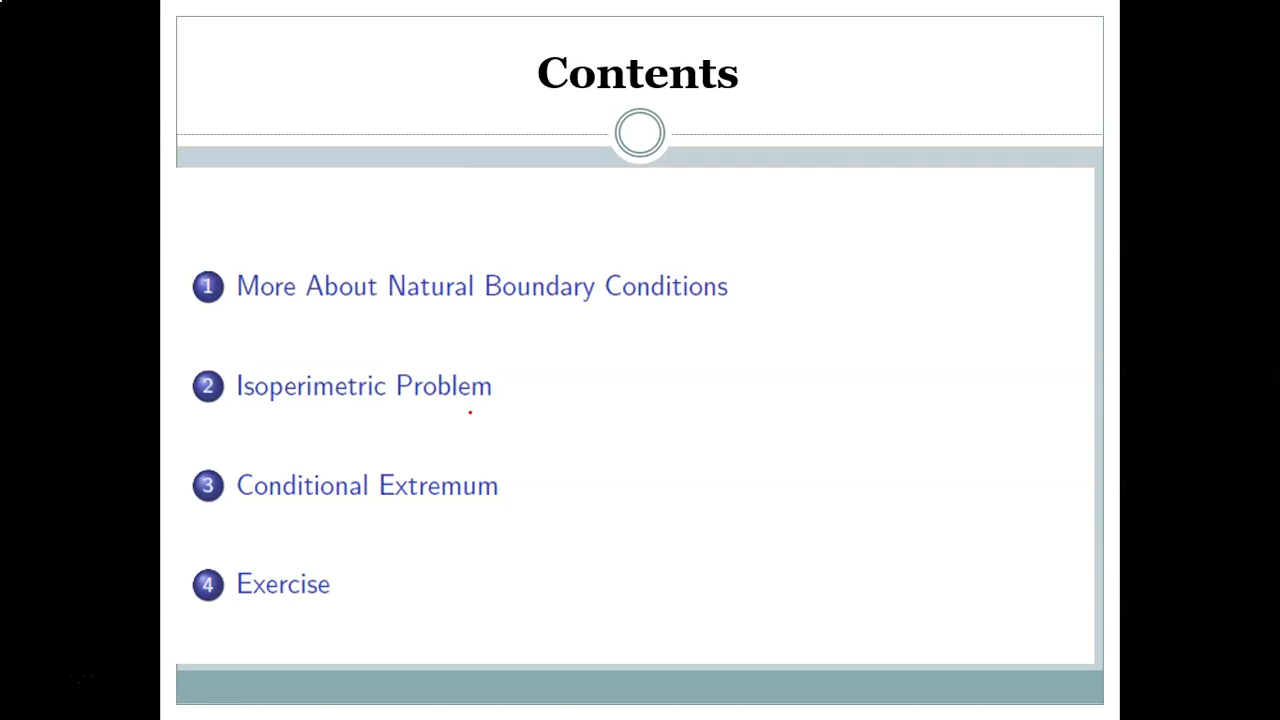 Contents
1 More About Natural Boundary Conditions
2 Isoperimetric Problem
3 Conditional Extremum
4 Exercise